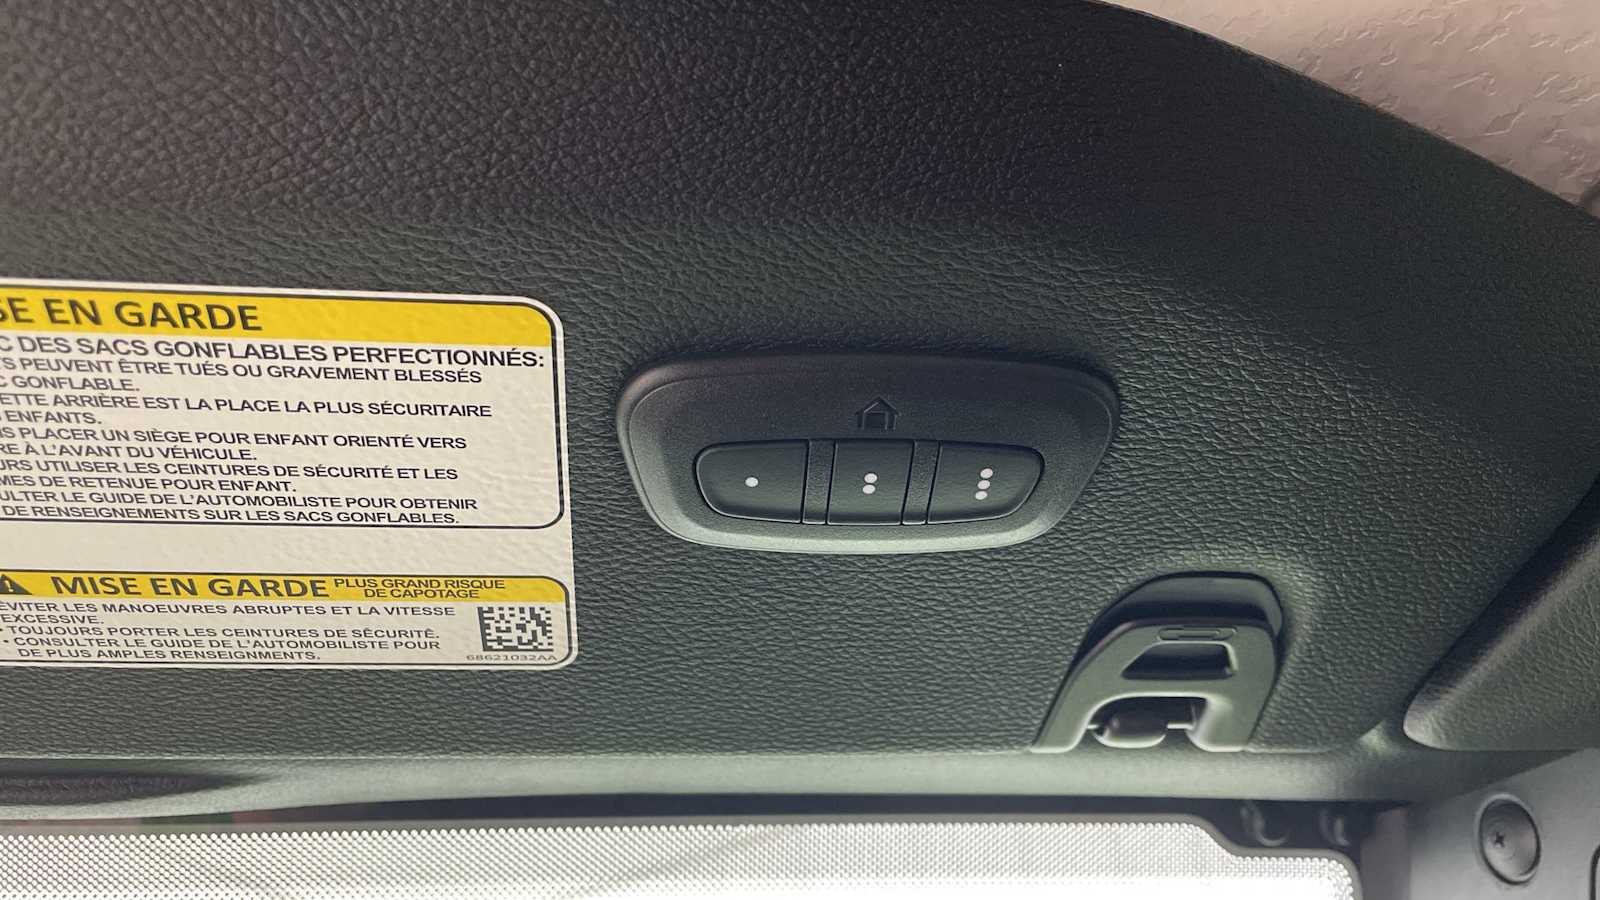 SE EN GARDE
C DES SACS GONFLABLES PERFECTIONNÉS:
TS PEUVENT ÊTRE TUÉS OU GRAVEMENT BLESSÉS
C GONFLABLE.
ETTE ARRIÈRE EST LA PLACE LA PLUS SÉCURITAIRE
ENFANTS.
IS PLACER UN SIÈGE POUR ENFANT ORIENTÉ VERS
RE À L'AVANT DU VÉHICULE.
URS UTILISER LES CEINTURES DE SÉCURITÉ ET LES
MES DE RETENUE POUR ENFANT.
ULTER LE GUIDE DE L'AUTOMOBILISTE POUR OBTENIR
DE RENSEIGNEMENTS SUR LES SACS GONFLABLES.
MISE EN GARDE PLUS GRAND RISQUE
DE CAPOTAGE
ÉVITER LES MANOEUVRES ABRUPTES ET LA VITESSE
EXCESSIVE.
• TOUJOURS PORTER LES CEINTURES DE SÉCURITÉ.
• CONSULTER LE GUIDE DE L'AUTOMOBILISTE POUR
DE PLUS AMPLES RENSEIGNMENTS.
68621032AA